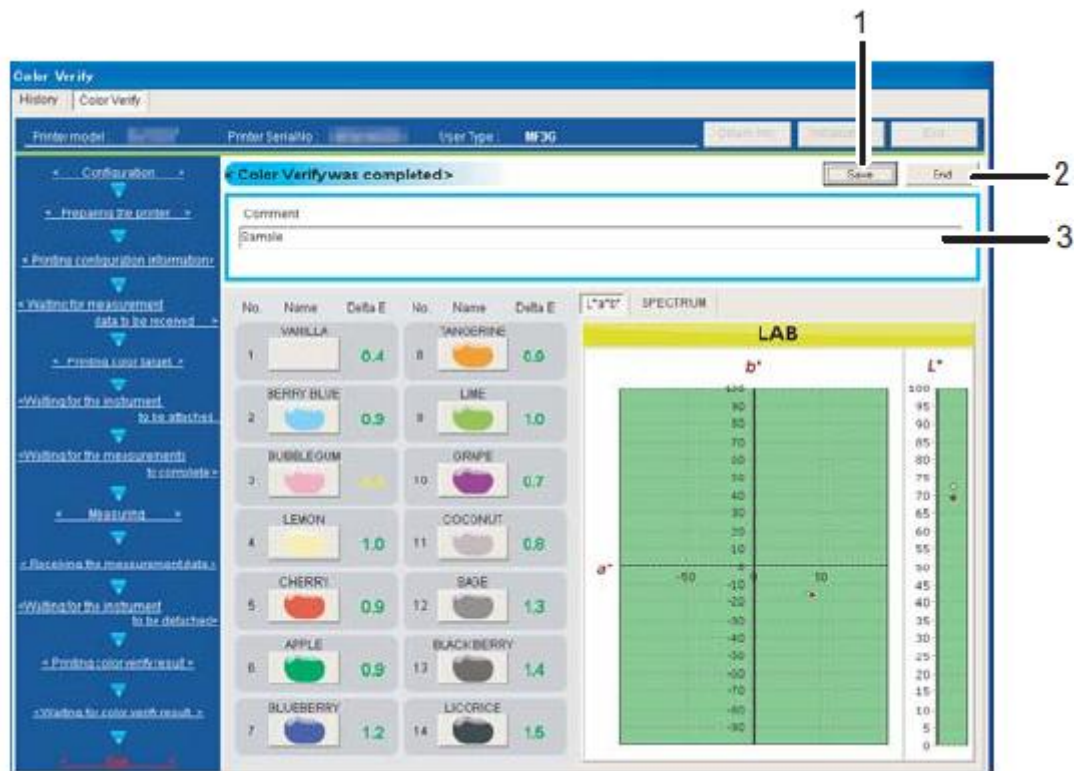 1
Color Verify
History Color Verify
Printer model : Printer SerialNo : User Type : MF3G
End
< Configuration >
< Preparing the printer >
< Printing configuration information>
<Waiting for measurement
data to be received >
< Printing color target >
<Waiting for the instrument
to be attached
<Waiting for the measurements
to complete>
< Measuring >
< Receiving the measurement data >
<Waiting for the instrument
to be detached>
< Printing color verify result >
<Waiting for color verify result >
< End >
< Color Verify was completed>
Save End
2
Comment
Sample
3
No. Name Delta E No. Name Delta E
VANILLA TANGERINE
1 0.4 8 0.9
BERRY BLUE LIME
2 0.9 9 1.0
BUBBLEGUM GRAPE
3 10 0.7
LEMON COCONUT
4 1.0 11 0.8
CHERRY SAGE
5 0.9 12 1.3
APPLE BLACKBERRY
6 0.9 13 1.4
BLUEBERRY LICORICE
7 1.2 14 1.5
L*a*b* SPECTRUM
LAB
b* L*
100
90
80
70
60
50
40
30
20
10
a* -50 0 50
-20
-30
-40
-50
-60
-70
-80
-90
100
95
90
85
80
75
70
65
60
55
50
45
40
35
30
25
20
15
10
5
0